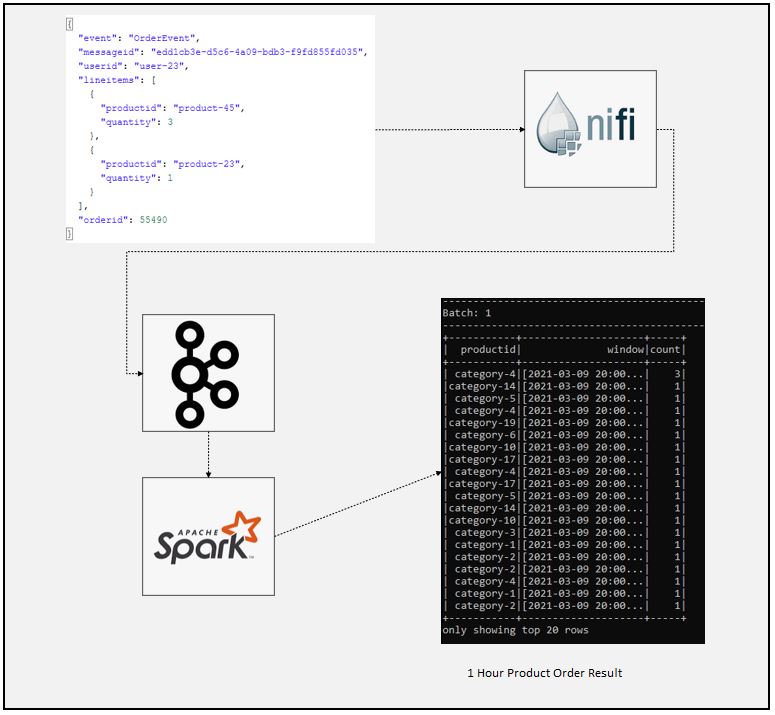 {
"event": "OrderEvent",
"messageid": "edd1cb3e-d5c6-4a09-bdb3-f9fd855fd035",
"userid": "user-23",
"lineitems": [
{
"productid": "product-45",
"quantity": 3
},
{
"productid": "product-23",
"quantity": 1
}
],
"orderid": 55490
}
nifi
APACHE
Spark™
-------------------------------------------
Batch: 1
-------------------------------------------
+-----------+--------------------+-----+
|  productid|              window|count|
+-----------+--------------------+-----+
| category-4|[2021-03-09 20:00...|    3|
|category-14|[2021-03-09 20:00...|    1|
| category-5|[2021-03-09 20:00...|    1|
| category-4|[2021-03-09 20:00...|    1|
|category-19|[2021-03-09 20:00...|    1|
| category-6|[2021-03-09 20:00...|    1|
|category-10|[2021-03-09 20:00...|    1|
|category-17|[2021-03-09 20:00...|    1|
| category-4|[2021-03-09 20:00...|    1|
|category-17|[2021-03-09 20:00...|    1|
| category-5|[2021-03-09 20:00...|    1|
|category-14|[2021-03-09 20:00...|    1|
|category-10|[2021-03-09 20:00...|    1|
| category-3|[2021-03-09 20:00...|    1|
| category-1|[2021-03-09 20:00...|    1|
| category-2|[2021-03-09 20:00...|    1|
| category-2|[2021-03-09 20:00...|    1|
| category-4|[2021-03-09 20:00...|    1|
| category-1|[2021-03-09 20:00...|    1|
| category-2|[2021-03-09 20:00...|    1|
+-----------+--------------------+-----+
only showing top 20 rows
1 Hour Product Order Result